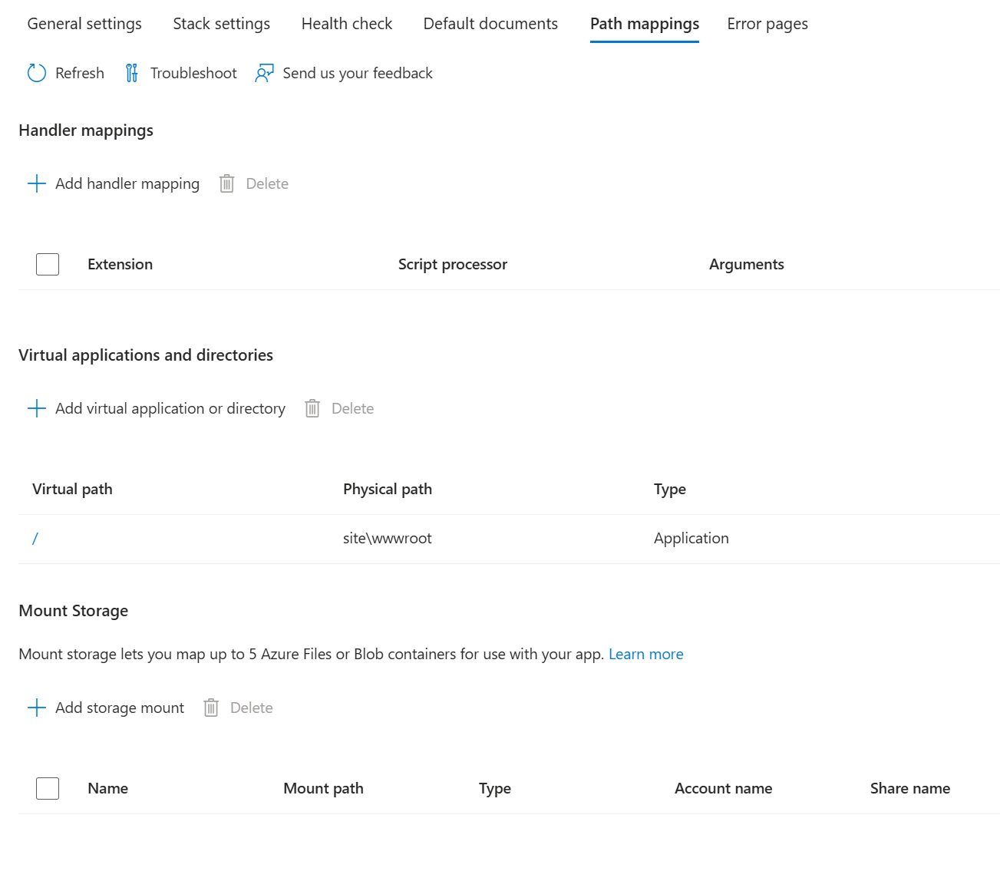 General settings Stack settings Health check Default documents Path mappings Error pages
Refresh Troubleshoot Send us your feedback
Handler mappings
Add handler mapping Delete
Extension Script processor Arguments
Virtual applications and directories
Add virtual application or directory Delete
Virtual path Physical path Type
/ site\wwwroot Application
Mount Storage
Mount storage lets you map up to 5 Azure Files or Blob containers for use with your app. Learn more
Add storage mount Delete
Name Mount path Type Account name Share name